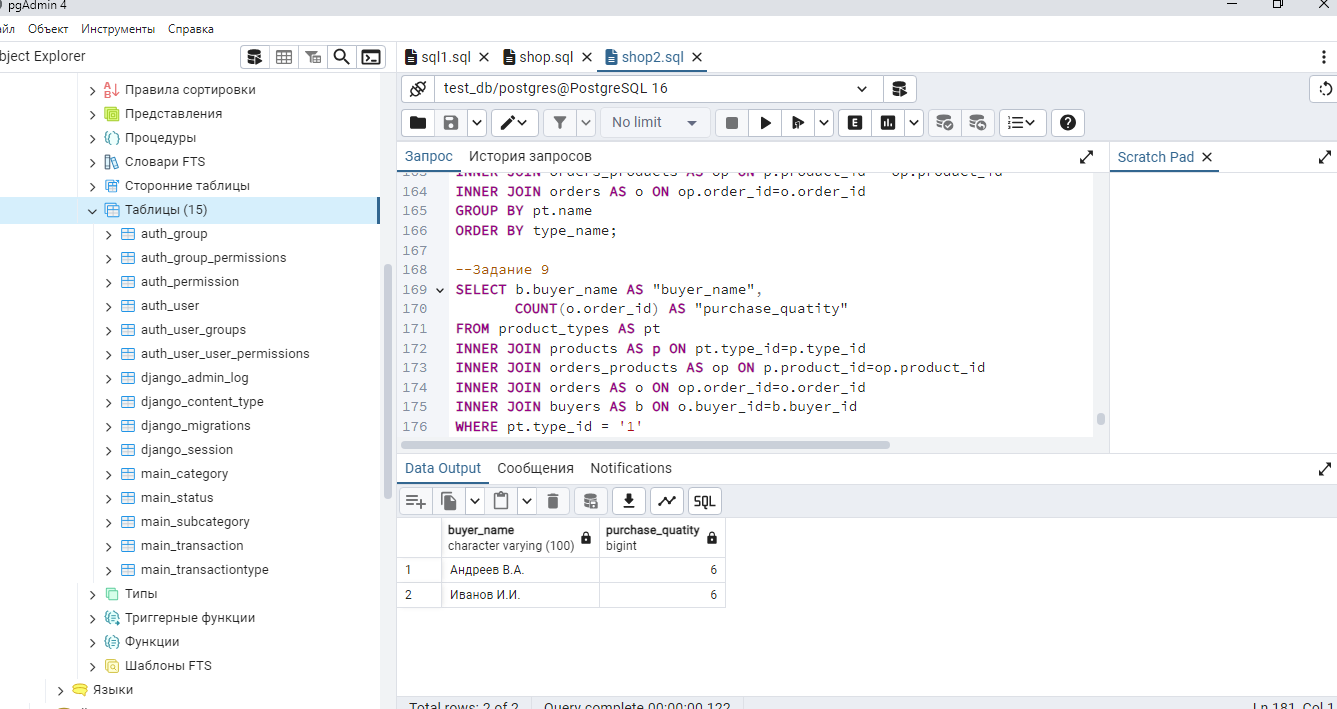 pgAdmin 4
йл Объект Инструменты Справка
bject Explorer
Правила сортировки
Представления
Процедуры
Словари FTS
Сторонние таблицы
Таблицы (15)
auth_group
auth_group_permissions
auth_permission
auth_user
auth_user_groups
auth_user_user_permissions
django_admin_log
django_content_type
django_migrations
django_session
main_category
main_status
main_subcategory
main_transaction
main_transactiontype
Типы
Триггерные функции
Функции
Шаблоны FTS
Языки
sql1.sql shop.sql shop2.sql
test_db/postgres@PostgreSQL 16
No limit
Запрос История запросов
Scratch Pad
163 INNER JOIN orders_products AS op ON p.product_id = op.product_id
164 INNER JOIN orders AS o ON op.order_id=o.order_id
165 GROUP BY pt.name
166 ORDER BY type_name;
167
168 --Задание 9
169 SELECT b.buyer_name AS "buyer_name",
170 COUNT(o.order_id) AS "purchase_quatity"
171 FROM product_types AS pt
172 INNER JOIN products AS p ON pt.type_id=p.type_id
173 INNER JOIN orders_products AS op ON p.product_id=op.product_id
174 INNER JOIN orders AS o ON op.order_id=o.order_id
175 INNER JOIN buyers AS b ON o.buyer_id=b.buyer_id
176 WHERE pt.type_id = '1'
Data Output Сообщения Notifications
SQL
buyer_name purchase_quatity
character varying (100) bigint
1 Андреев В.А. 6
2 Иванов И.И. 6
Total rows: 2 of 2 Query complete 00:00:00.122 Ln 181, Col 1